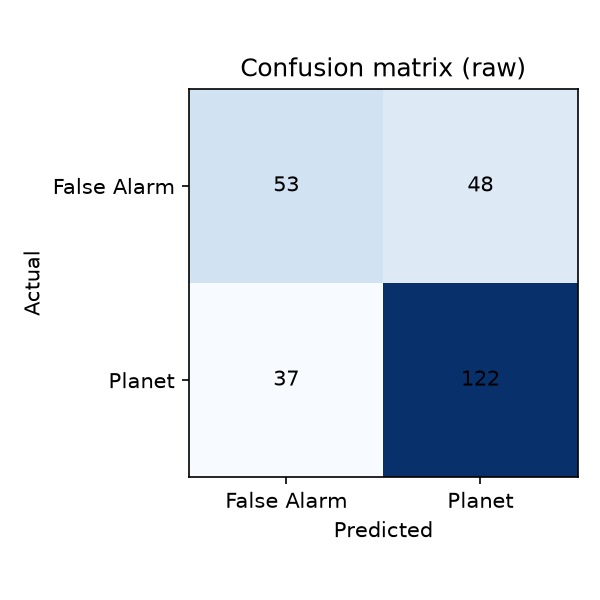 Confusion matrix (raw)
False Alarm
53
48
Actual
Planet
37
122
False Alarm
Planet
Predicted